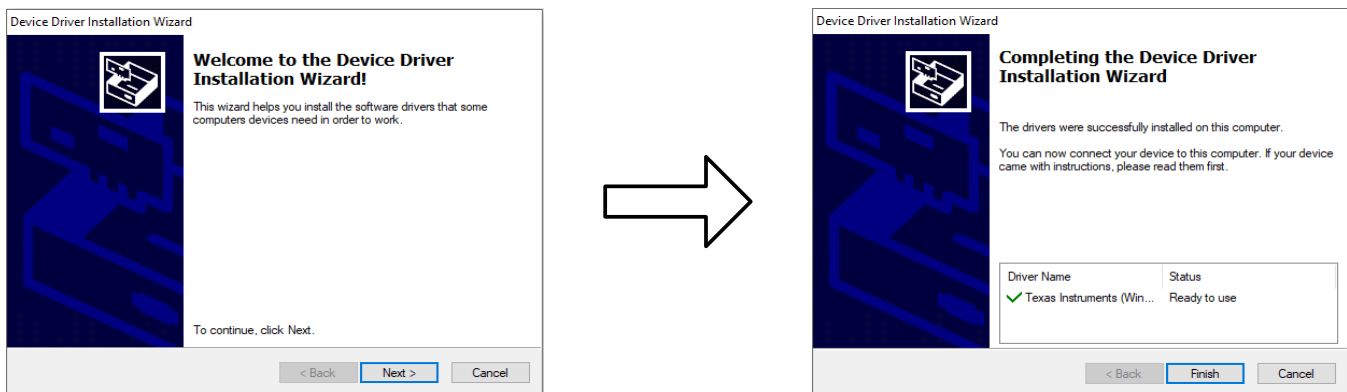 Device Driver Installation Wizard
Welcome to the Device Driver
Installation Wizard!
This wizard helps you install the software drivers that some
computers devices need in order to work.
To continue, click Next.
< Back
Next >
Cancel
Device Driver Installation Wizard
Completing the Device Driver
Installation Wizard
The drivers were successfully installed on this computer.
You can now connect your device to this computer. If your device
came with instructions, please read them first.
Driver Name Status
Texas Instruments (Win... Ready to use
< Back
Finish
Cancel